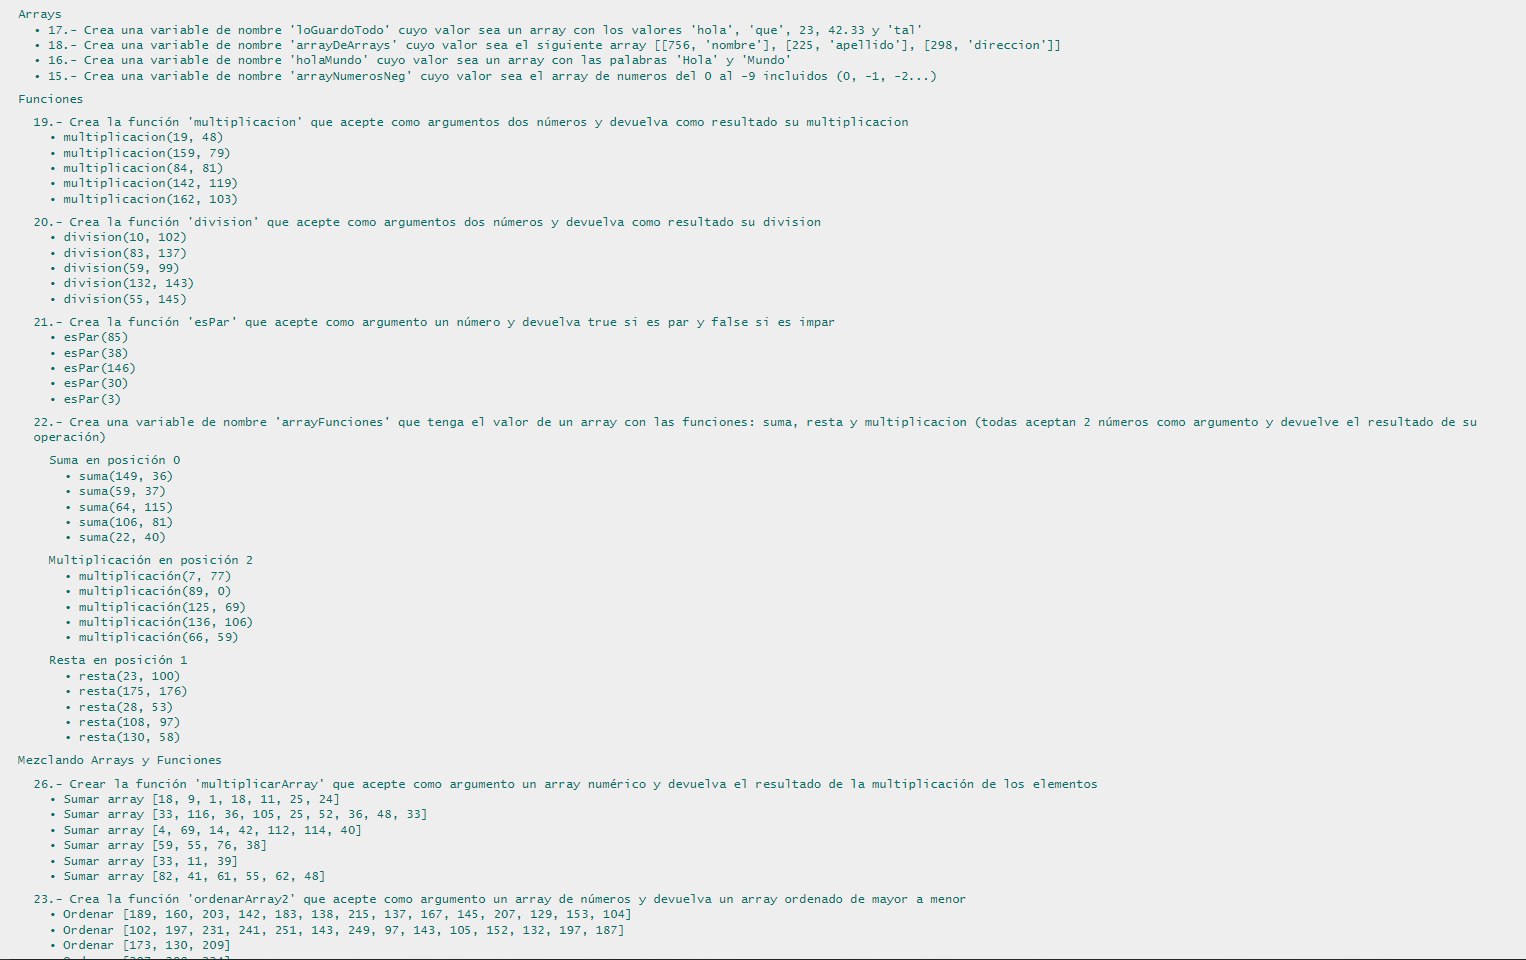 Arrays
• 17.- Crea una variable de nombre 'loGuardoTodo' cuyo valor sea un array con los valores 'hola', 'que', 23, 42.33 y 'tal'
• 18.- Crea una variable de nombre 'arrayDeArrays' cuyo valor sea el siguiente array [[756, 'nombre'], [225, 'apellido'], [298, 'direccion']]
• 16.- Crea una variable de nombre 'holaMundo' cuyo valor sea un array con las palabras 'Hola' y 'Mundo'
• 15.- Crea una variable de nombre 'arrayNumerosNeg' cuyo valor sea el array de numeros del 0 al -9 incluidos (0, -1, -2...)
Funciones
19.- Crea la función 'multiplicacion' que acepte como argumentos dos números y devuelva como resultado su multiplicacion
• multiplicacion(19, 48)
• multiplicacion(159, 79)
• multiplicacion(84, 81)
• multiplicacion(142, 119)
• multiplicacion(162, 103)
20.- Crea la función 'division' que acepte como argumentos dos números y devuelva como resultado su division
• division(10, 102)
• division(83, 137)
• division(59, 99)
• division(132, 143)
• division(55, 145)
21.- Crea la función 'esPar' que acepte como argumento un número y devuelva true si es par y false si es impar
• esPar(85)
• esPar(38)
• esPar(146)
• esPar(30)
• esPar(3)
22.- Crea una variable de nombre 'arrayFunciones' que tenga el valor de un array con las funciones: suma, resta y multiplicacion (todas aceptan 2 números como argumento y devuelve el resultado de su
operación)
Suma en posición 0
• suma(149, 36)
• suma(59, 37)
• suma(64, 115)
• suma(106, 81)
• suma(22, 40)
Multiplicación en posición 2
• multiplicación(7, 77)
• multiplicación(89, 0)
• multiplicación(125, 69)
• multiplicación(136, 106)
• multiplicación(66, 59)
Resta en posición 1
• resta(23, 100)
• resta(175, 176)
• resta(28, 53)
• resta(108, 97)
• resta(130, 58)
Mezclando Arrays y Funciones
26.- Crear la función 'multiplicarArray' que acepte como argumento un array numérico y devuelva el resultado de la multiplicación de los elementos
• Sumar array [18, 9, 1, 18, 11, 25, 24]
• Sumar array [33, 116, 36, 105, 25, 52, 36, 48, 33]
• Sumar array [4, 69, 14, 42, 112, 114, 40]
• Sumar array [59, 55, 76, 38]
• Sumar array [33, 11, 39]
• Sumar array [82, 41, 61, 55, 62, 48]
23.- Crea la función 'ordenarArray2' que acepte como argumento un array de números y devuelva un array ordenado de mayor a menor
• Ordenar [189, 160, 203, 142, 183, 138, 215, 137, 167, 145, 207, 129, 153, 104]
• Ordenar [102, 197, 231, 241, 251, 143, 249, 97, 143, 105, 152, 132, 197, 187]
• Ordenar [173, 130, 209]